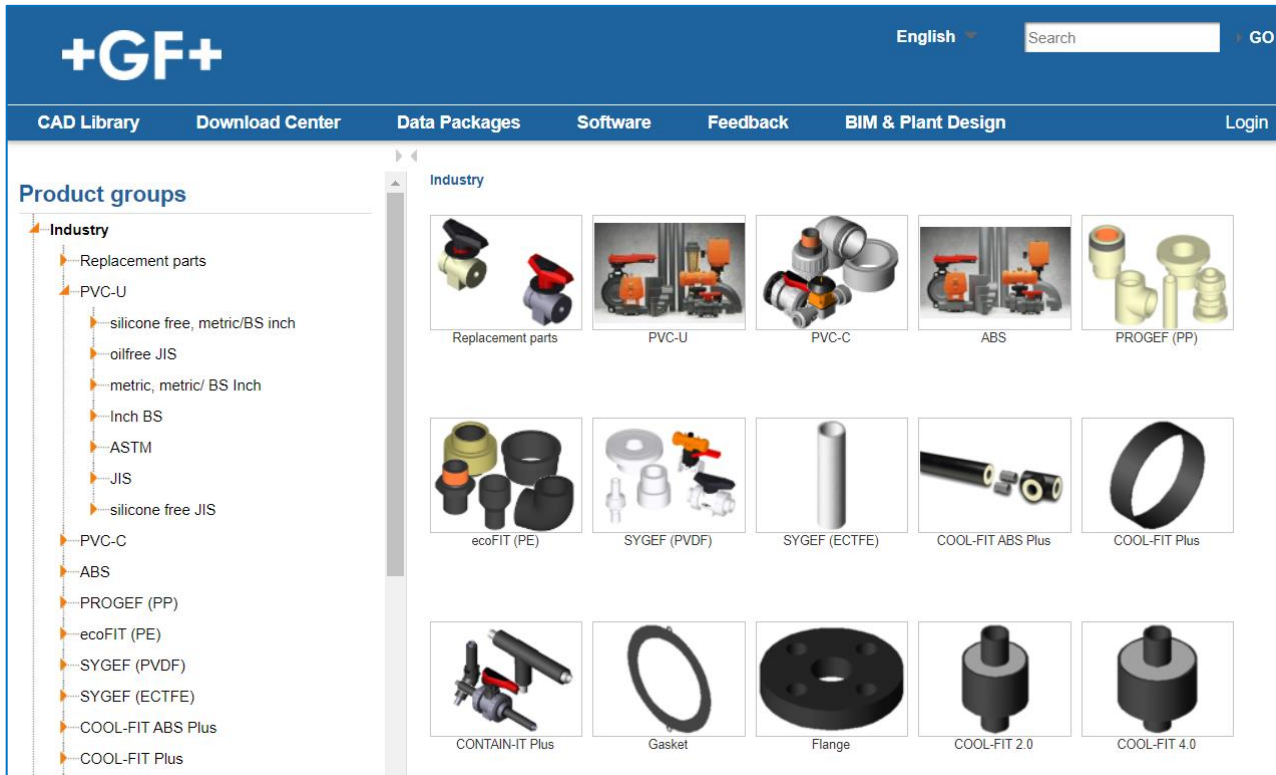 +GF+
English
Search
GO
CAD Library Download Center Data Packages Software Feedback BIM & Plant Design Login
Product groups
Industry
Replacement parts
PVC-U
silicone free, metric/BS inch
oilfree JIS
metric, metric/ BS Inch
Inch BS
ASTM
JIS
silicone free JIS
PVC-C
ABS
PROGEF (PP)
ecoFIT (PE)
SYGEF (PVDF)
SYGEF (ECTFE)
COOL-FIT ABS Plus
COOL-FIT Plus
Industry
Replacement parts PVC-U PVC-C ABS PROGEF (PP)
ecoFIT (PE) SYGEF (PVDF) SYGEF (ECTFE) COOL-FIT ABS Plus COOL-FIT Plus
CONTAIN-IT Plus Gasket Flange COOL-FIT 2.0 COOL-FIT 4.0